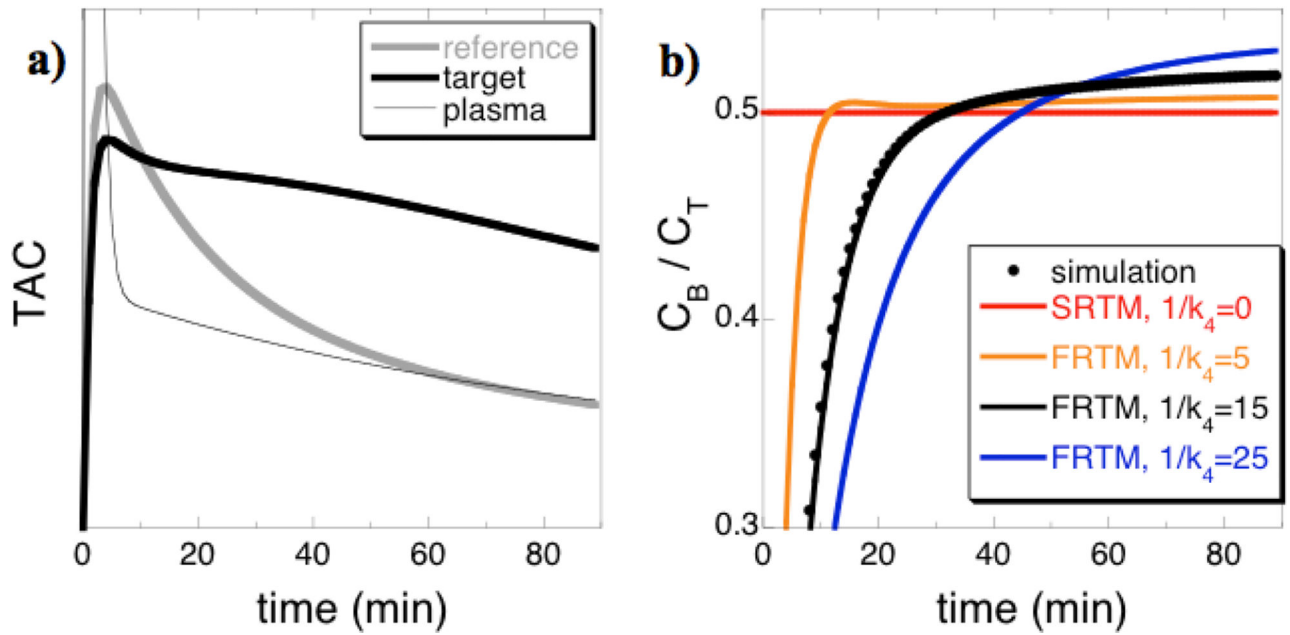 a)
reference
target
plasma
TAC
0
20
40
60
80
time (min)
b)
0.5
0.4
0.3
C_B / C_T
simulation
SRTM, 1/k_4=0
FRTM, 1/k_4=5
FRTM, 1/k_4=15
FRTM, 1/k_4=25
0
20
40
60
80
time (min)